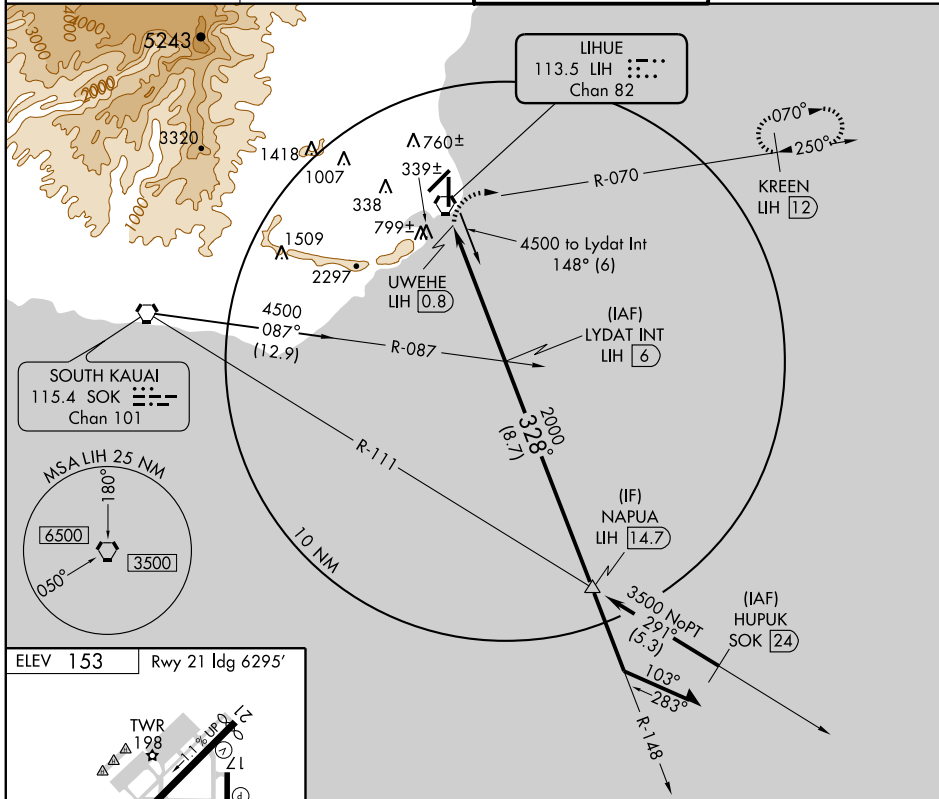 5243
3000
4000
2000
3320
1000
1418
1007
760±
339±
338
799±
1509
2297
LIHUE
113.5 LIH
Chan 82
070°
250°
R-070
KREEN
LIH 12
4500 to Lydat Int
148° (6)
UWEHE
LIH 0.8
4500
087°
(12.9)
R-087
(IAF)
LYDAT INT
LIH 6
SOUTH KAUAI
115.4 SOK
Chan 101
R-111
2000
328°
(8.7)
MSA LIH 25 NM
180°
6500
3500
050°
10 NM
(IF)
NAPUA
LIH 14.7
3500 NoPT
291°
(5.3)
(IAF)
HUPUK
SOK 24
103°
283°
R-148
ELEV 153
Rwy 21 ldg 6295'
TWR
198
1.1% UP
21
V
17
P